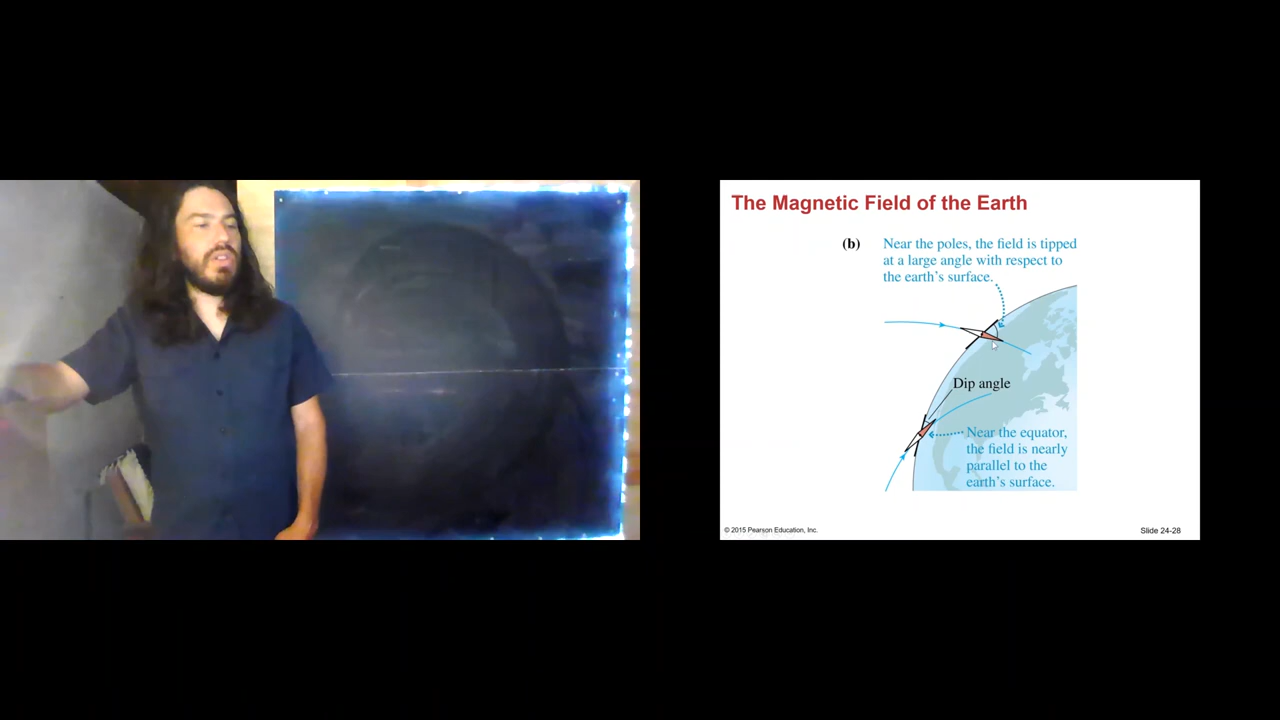 The Magnetic Field of the Earth
(b)
Near the poles, the field is tipped
at a large angle with respect to
the earth's surface.
Dip angle
Near the equator,
the field is nearly
parallel to the
earth's surface.
© 2015 Pearson Education, Inc.
Slide 24-28